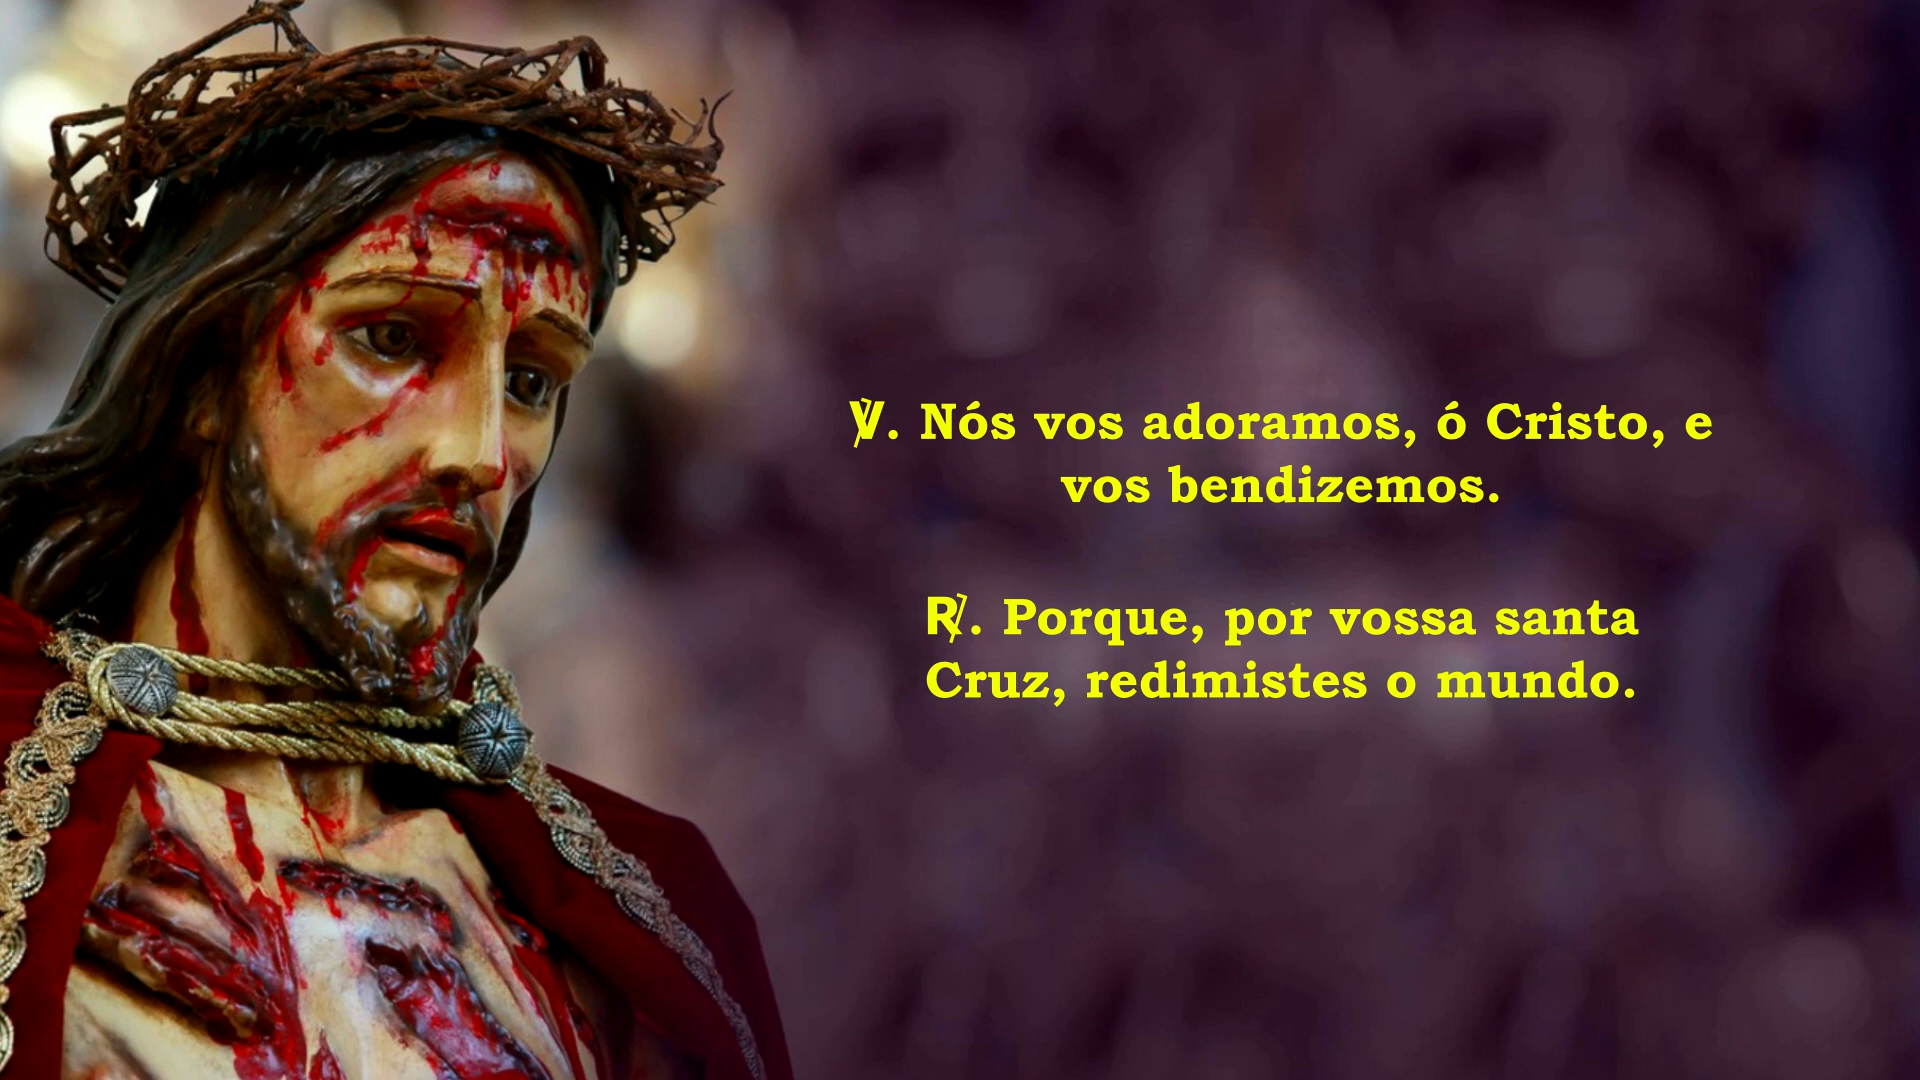 ℣. Nós vos adoramos, ó Cristo, e
vos bendizemos.
℟. Porque, por vossa santa
Cruz, redimistes o mundo.